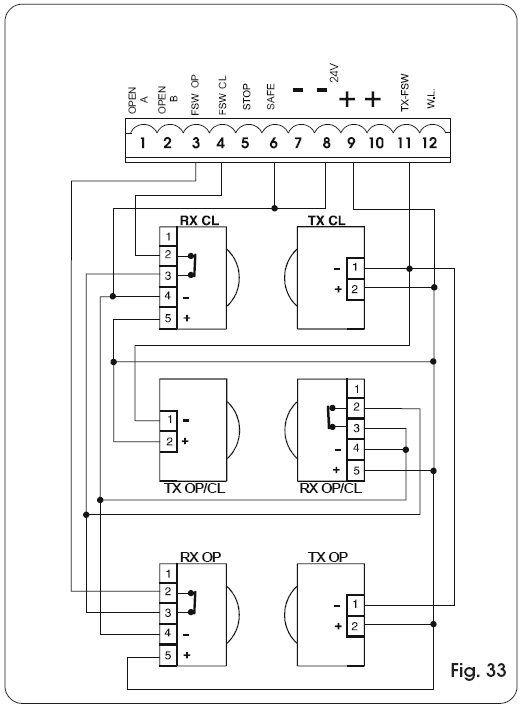 OPEN A
OPEN B
FSW OP
FSW CL
STOP
SAFE
-
-
24V
+
+
TX-FSW
W.L.
1 2 3 4 5 6 7 8 9 10 11 12
RX CL
1
2
3
4 -
5 +
TX CL
- 1
+ 2
1 -
2 +
TX OP/CL
1
2
3
- 4
+ 5
RX OP/CL
RX OP
1
2
3
4 -
5 +
TX OP
- 1
+ 2
Fig. 33